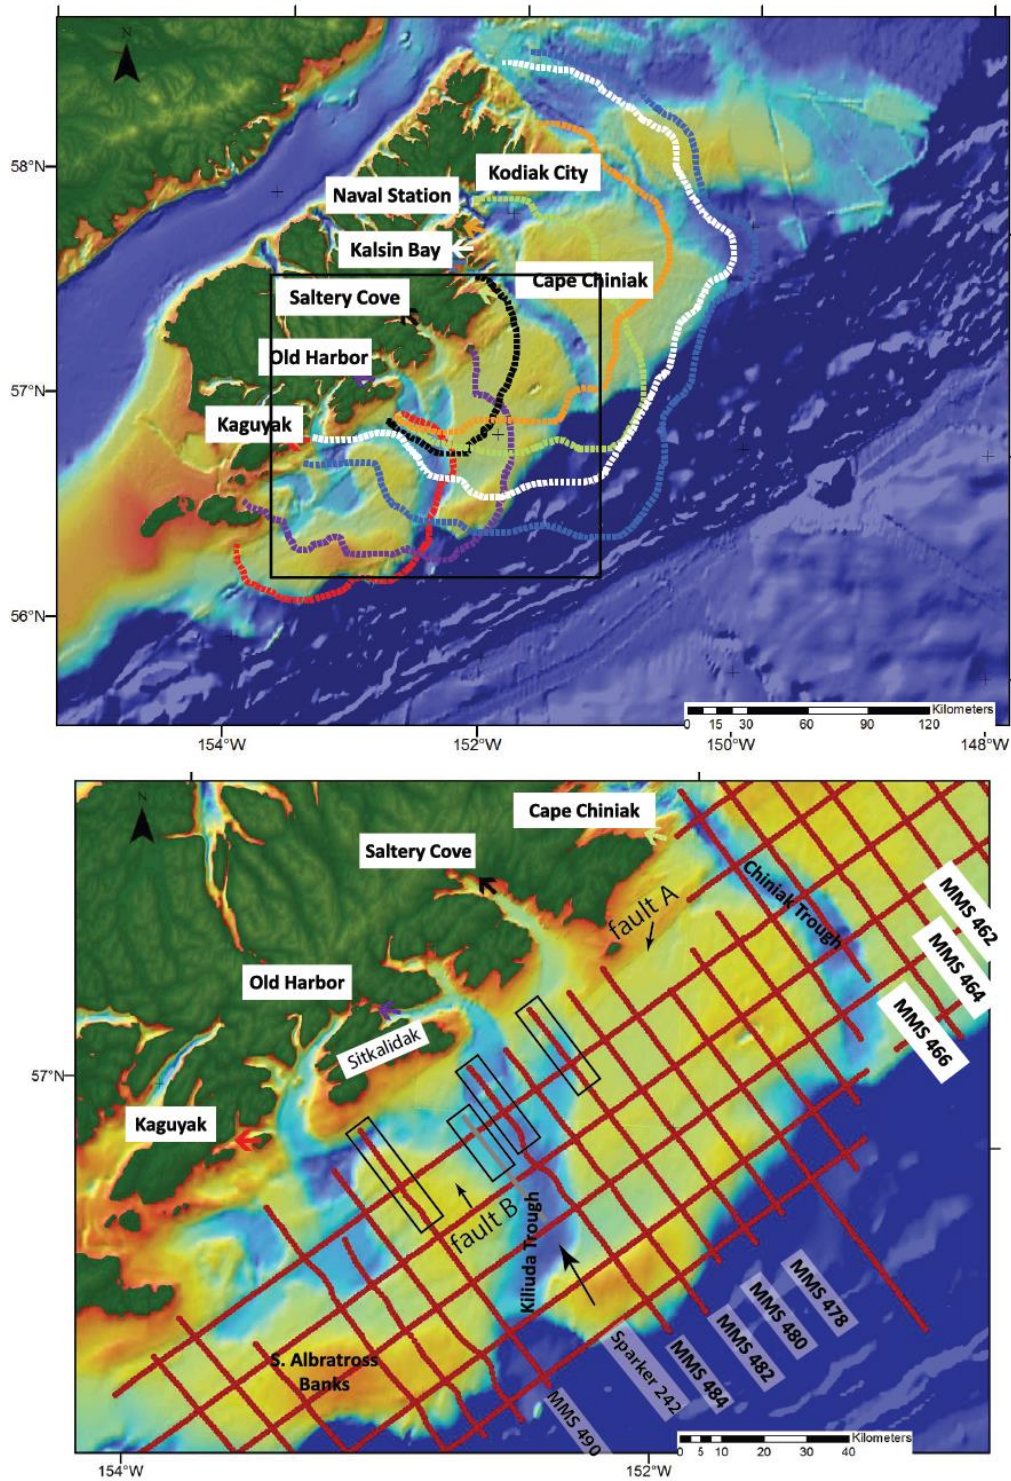 N
58°N
Kodiak City
Naval Station
Kalsin Bay
Cape Chiniak
Saltery Cove
Old Harbor
57°N
Kaguyak
56°N
Kilometers
0 15 30 60 90 120
154°W
152°W
150°W
148°W
N
Cape Chiniak
Saltery Cove
Chiniak Trough
MMS 462
fault A
MMS 464
Old Harbor
MMS 466
Sitkalidak
57°N
Kaguyak
fault B
Kiliuda Trough
MMS 478
MMS 480
MMS 482
S. Albratross
Banks
Sparker 242
MMS 484
MMS 490
Kilometers
0 5 10 20 30 40
154°W
152°W